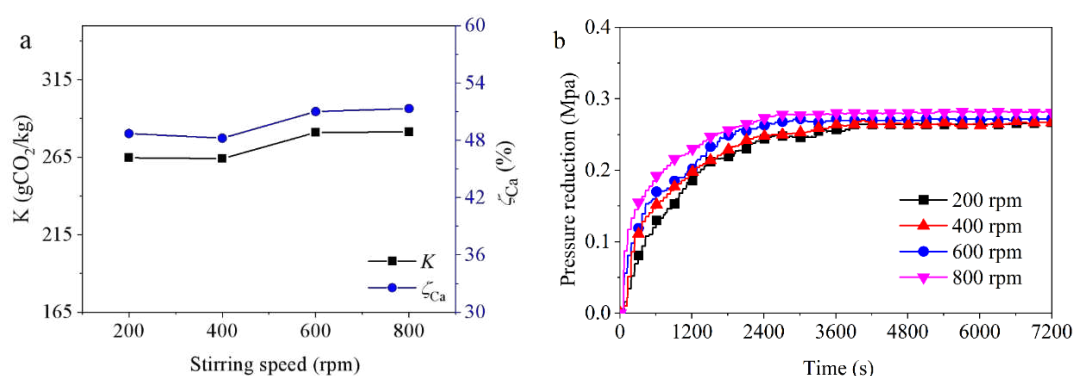 a
K (gCO2/kg)
315
265
215
165
60
54
48
42
36
30
ζCa (%)
K
ζCa
200 400 600 800
Stirring speed (rpm)
b
Pressure reduction (Mpa)
0.4
0.3
0.2
0.1
0.0
200 rpm
400 rpm
600 rpm
800 rpm
0 1200 2400 3600 4800 6000 7200
Time (s)